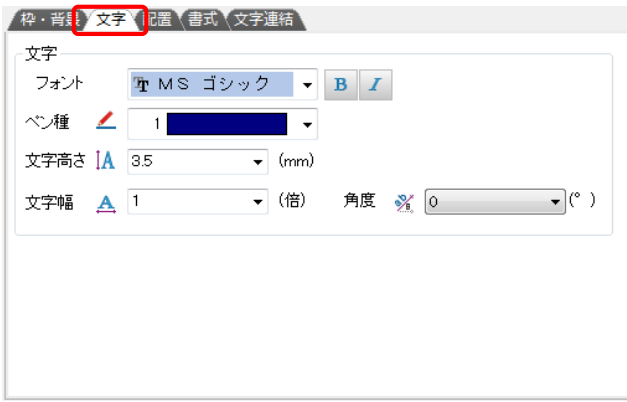 枠・背景 文字 配置 書式 文字連結
文字
フォント MS ゴシック B I
ペン種 1
文字高さ A 3.5 (mm)
文字幅 A 1 (倍) 角度 0 (° )